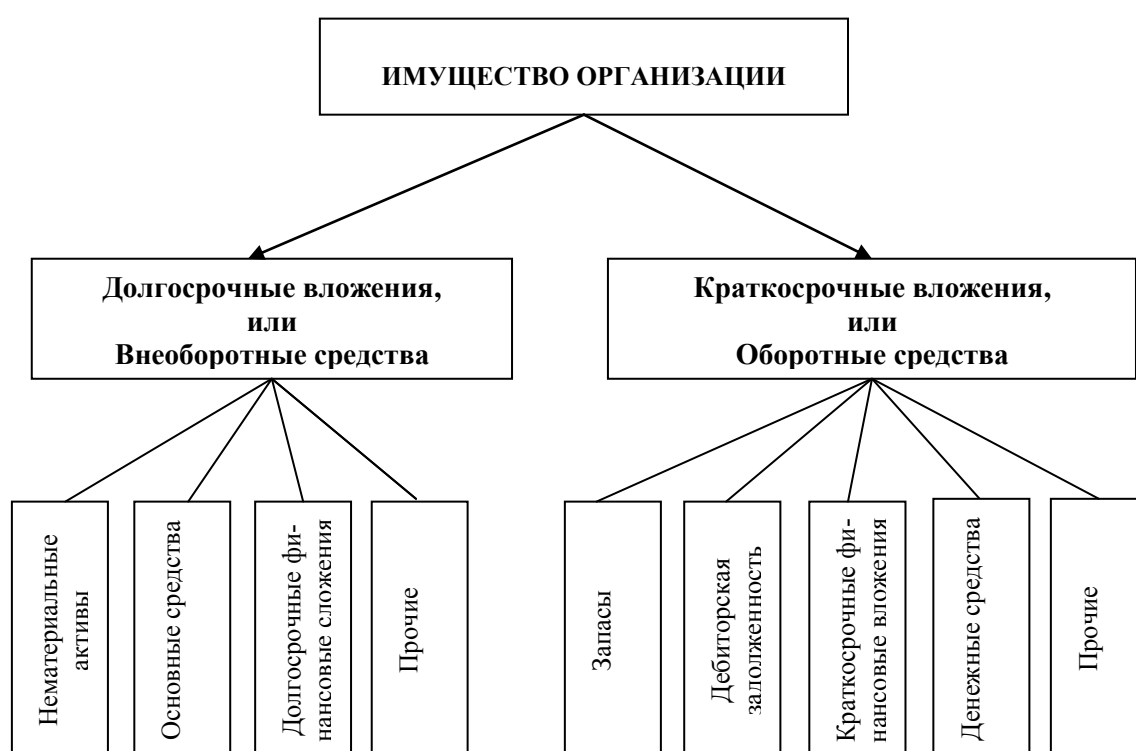 ИМУЩЕСТВО ОРГАНИЗАЦИИ
Долгосрочные вложения,
или
Внеоборотные средства
Краткосрочные вложения,
или
Оборотные средства
Нематериальные
активы
Основные средства
Долгосрочные фи-
нансовые сложения
Прочие
Запасы
Дебиторская
задолженность
Краткосрочные фи-
нансовые вложения
Денежные средства
Прочие